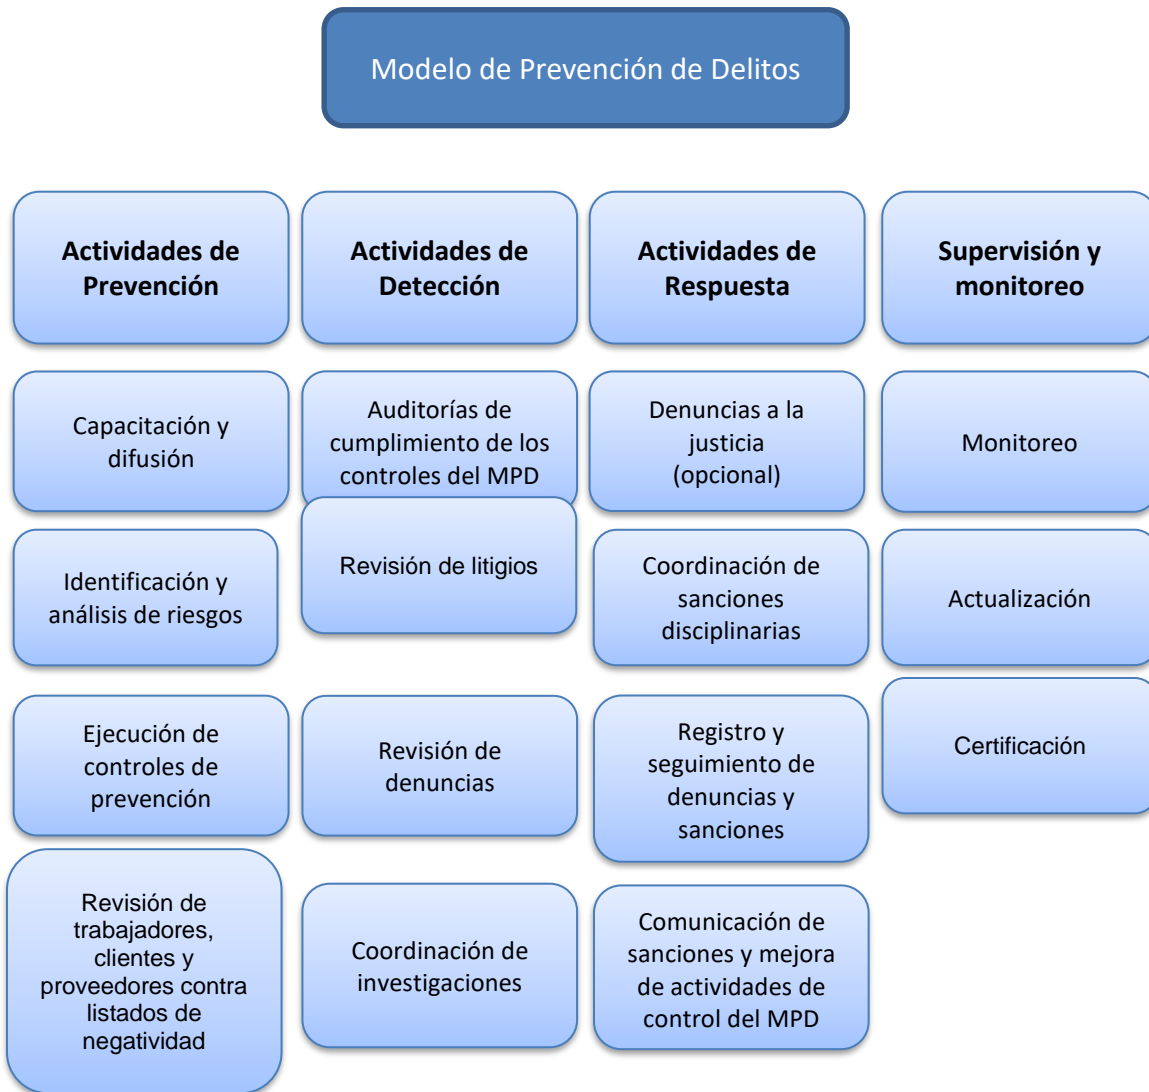 Modelo de Prevención de Delitos
Actividades de
Prevención
Capacitación y
difusión
Identificación y
análisis de riesgos
Ejecución de
controles de
prevención
Revisión de
trabajadores,
clientes y
proveedores contra
listados de
negatividad
Actividades de
Detección
Auditorías de
cumplimiento de los
controles del MPD
Revisión de litigios
Revisión de
denuncias
Coordinación de
investigaciones
Actividades de
Respuesta
Denuncias a la
justicia
(opcional)
Coordinación de
sanciones
disciplinarias
Registro y
seguimiento de
denuncias y
sanciones
Comunicación de
sanciones y mejora
de actividades de
control del MPD
Supervisión y
monitoreo
Monitoreo
Actualización
Certificación